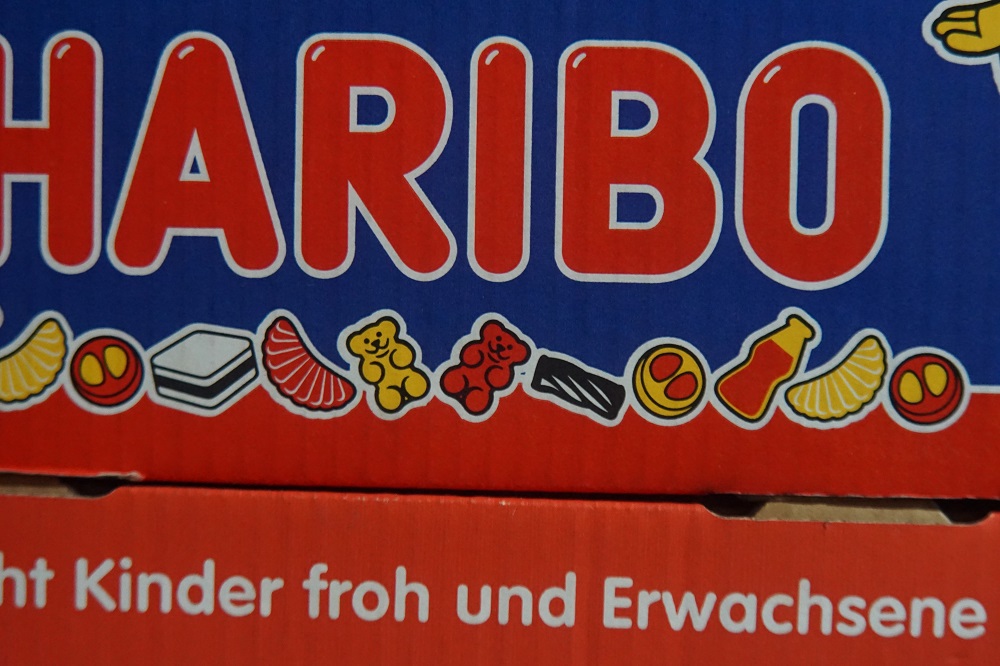 HARIBO
ht Kinder froh und Erwachsene